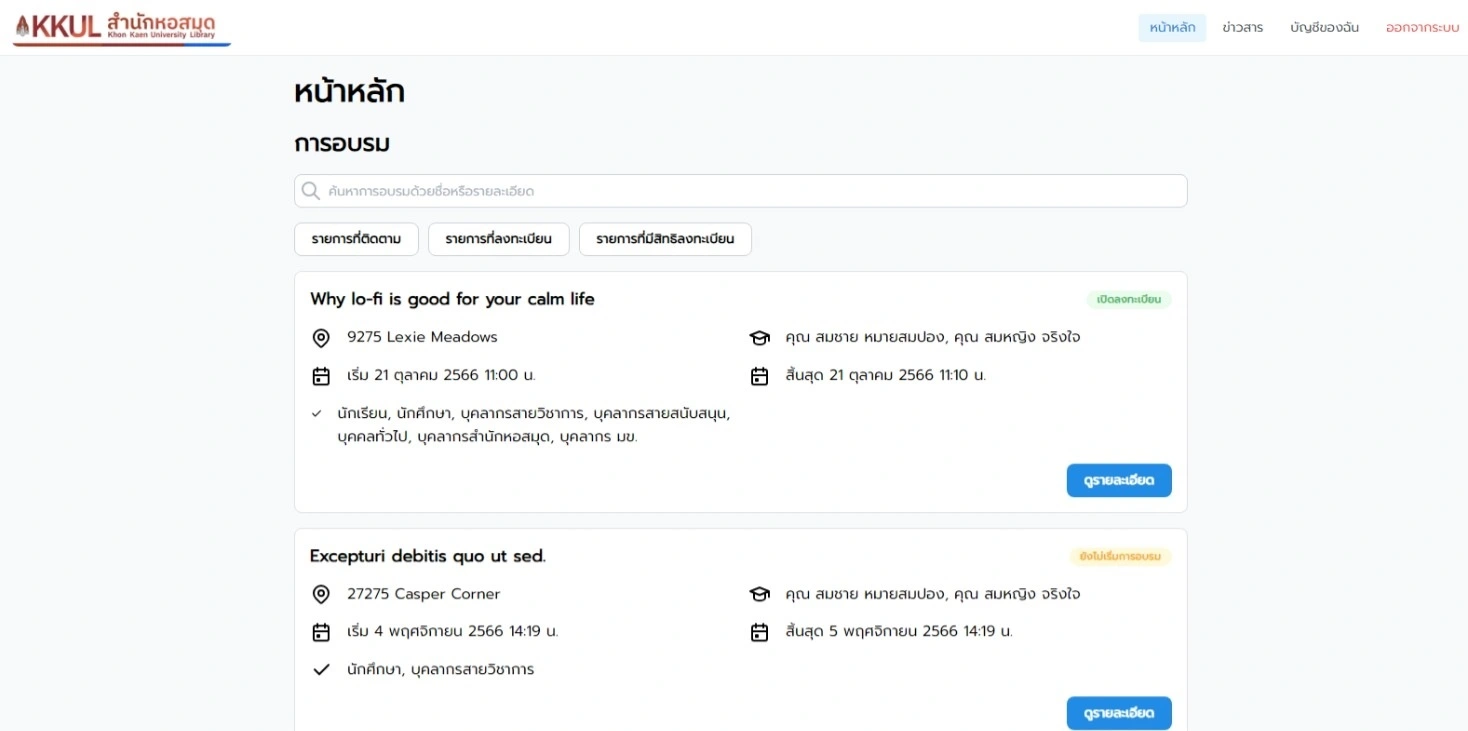 KKUL สำนักหอสมุด
Khon Kaen University Library
หน้าหลัก ข่าวสาร บัญชีของฉัน ออกจากระบบ
หน้าหลัก
การอบรม
ค้นหาการอบรมด้วยชื่อหรือรายละเอียด
รายการที่ติดตาม รายการที่ลงทะเบียน รายการที่มีสิทธิลงทะเบียน
Why lo-fi is good for your calm life เปิดลงทะเบียน
9275 Lexie Meadows คุณ สมชาย หมายสมปอง, คุณ สมหญิง จริงใจ
เริ่ม 21 ตุลาคม 2566 11:00 น. สิ้นสุด 21 ตุลาคม 2566 11:10 น.
นักเรียน, นักศึกษา, บุคลากรสายวิชาการ, บุคลากรสายสนับสนุน,
บุคคลทั่วไป, บุคลากรสำนักหอสมุด, บุคลากร มข.
ดูรายละเอียด
Excepturi debitis quo ut sed. ยังไม่เริ่มการอบรม
27275 Casper Corner คุณ สมชาย หมายสมปอง, คุณ สมหญิง จริงใจ
เริ่ม 4 พฤศจิกายน 2566 14:19 น. สิ้นสุด 5 พฤศจิกายน 2566 14:19 น.
นักศึกษา, บุคลากรสายวิชาการ
ดูรายละเอียด